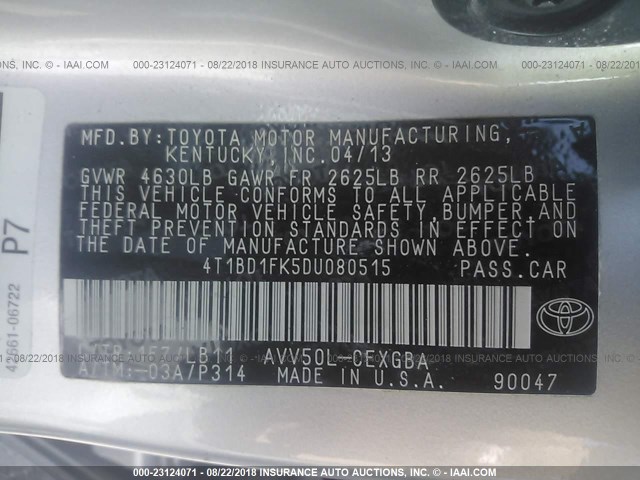 000-23124071 - 08/22/2018 INSURANCE AUTO AUCTIONS, INC. - IAAI.COM
MFD.BY:TOYOTA MOTOR MANUFACTURING,
KENTUCKY,INC.04/13
GVWR 4630LB GAWR FR 2625LB RR 2625LB
THIS VEHICLE CONFORMS TO ALL APPLICABLE
FEDERAL MOTOR VEHICLE SAFETY,BUMPER,AND
THEFT PREVENTION STANDARDS IN EFFECT ON
THE DATE OF MANUFACTURE SHOWN ABOVE.
4T1BD1FK5DU080515 PASS.CAR
AVV50L-CEXGBA
A/TM:-03A/P314 MADE IN U.S.A. 90047
TOYOTA
P7
42661-06722
000-23124071 - 08/22/2018 INSURANCE AUTO AUCTIONS, INC. - IAAI.COM